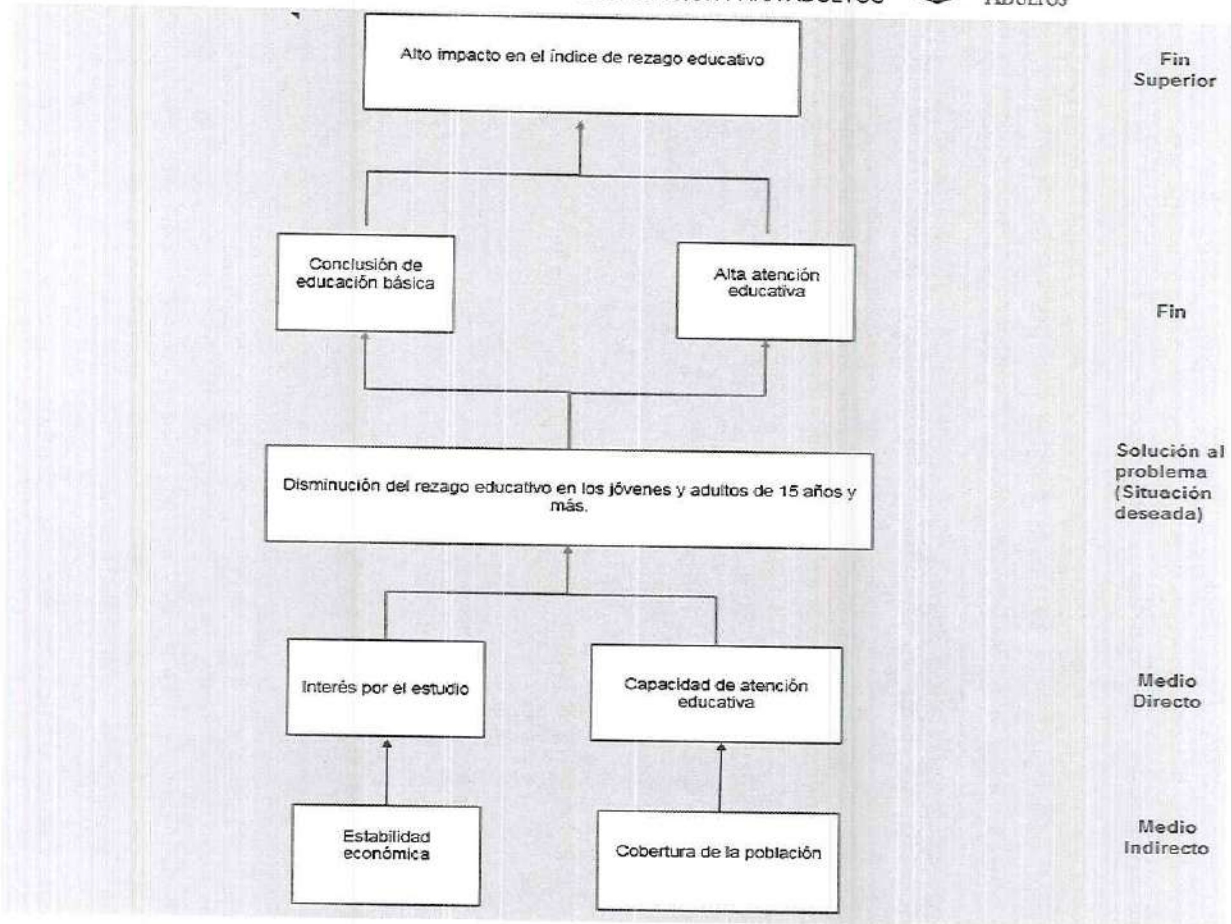 ADULTOS
Alto impacto en el índice de rezago educativo
Fin
Superior
Conclusión de
educación básica
Alta atención
educativa
Fin
Disminución del rezago educativo en los jóvenes y adultos de 15 años y
más.
Solución al
problema
(Situación
deseada)
Interés por el estudio
Capacidad de atención
educativa
Medio
Directo
Estabilidad
económica
Cobertura de la población
Medio
Indirecto